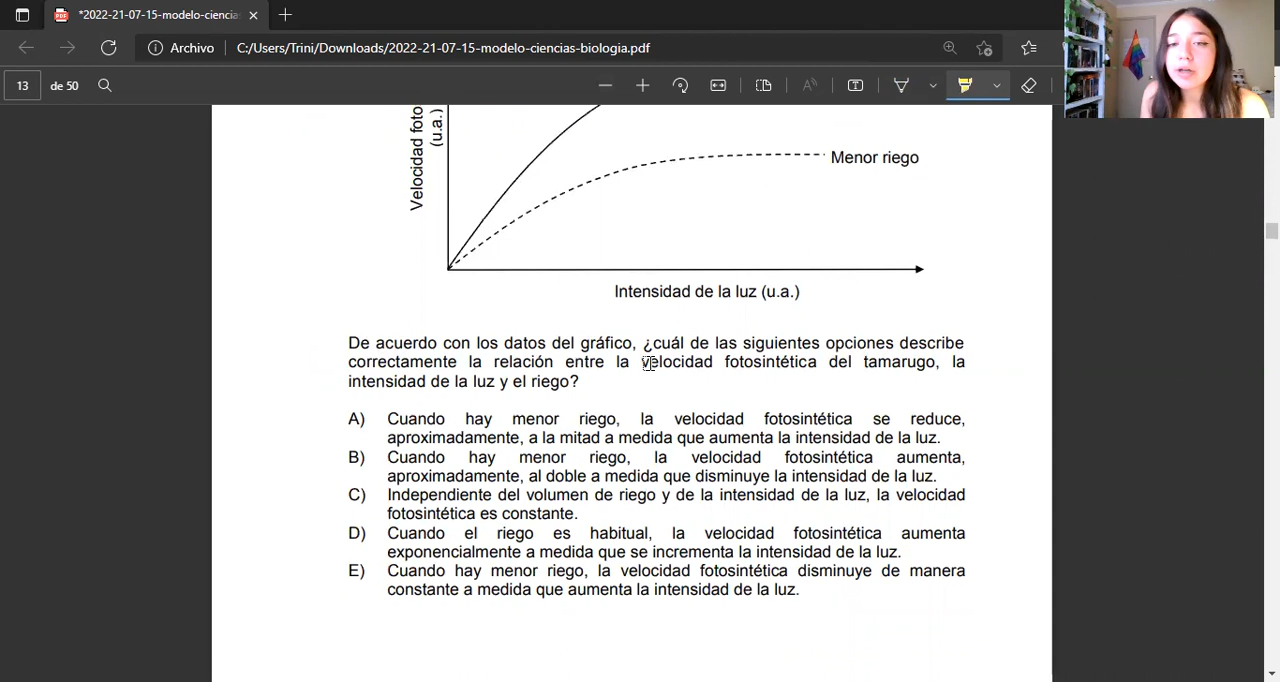 *2022-21-07-15-modelo-ciencias
Archivo
C:/Users/Trini/Downloads/2022-21-07-15-modelo-ciencias-biologia.pdf
13
de 50
Velocidad foto
(u.a.)
Menor riego
Intensidad de la luz (u.a.)
De acuerdo con los datos del gráfico, ¿cuál de las siguientes opciones describe
correctamente la relación entre la velocidad fotosintética del tamarugo, la
intensidad de la luz y el riego?
A) Cuando hay menor riego, la velocidad fotosintética se reduce,
aproximadamente, a la mitad a medida que aumenta la intensidad de la luz.
B) Cuando hay menor riego, la velocidad fotosintética aumenta,
aproximadamente, al doble a medida que disminuye la intensidad de la luz.
C) Independiente del volumen de riego y de la intensidad de la luz, la velocidad
fotosintética es constante.
D) Cuando el riego es habitual, la velocidad fotosintética aumenta
exponencialmente a medida que se incrementa la intensidad de la luz.
E) Cuando hay menor riego, la velocidad fotosintética disminuye de manera
constante a medida que aumenta la intensidad de la luz.